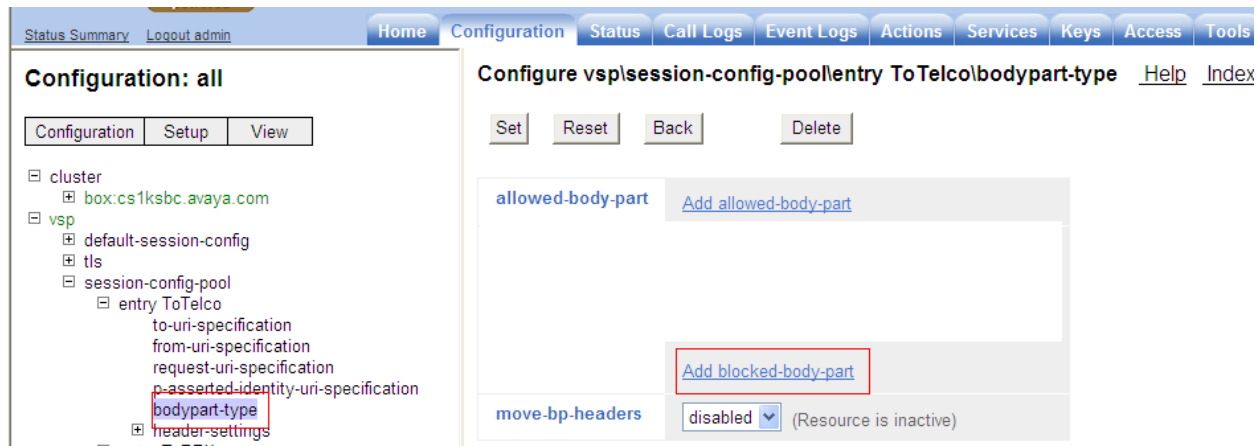 Status Summary Logout admin
Home Configuration Status Call Logs Event Logs Actions Services Keys Access Tools
Configuration: all
Configuration Setup View
cluster
box:cs1ksbc.avaya.com
vsp
default-session-config
tls
session-config-pool
entry ToTelco
to-uri-specification
from-uri-specification
request-uri-specification
p-asserted-identity-uri-specification
bodypart-type
header-settings
Configure vsp\session-config-pool\entry ToTelco\bodypart-type Help Index
Set Reset Back Delete
allowed-body-part Add allowed-body-part
Add blocked-body-part
move-bp-headers disabled (Resource is inactive)